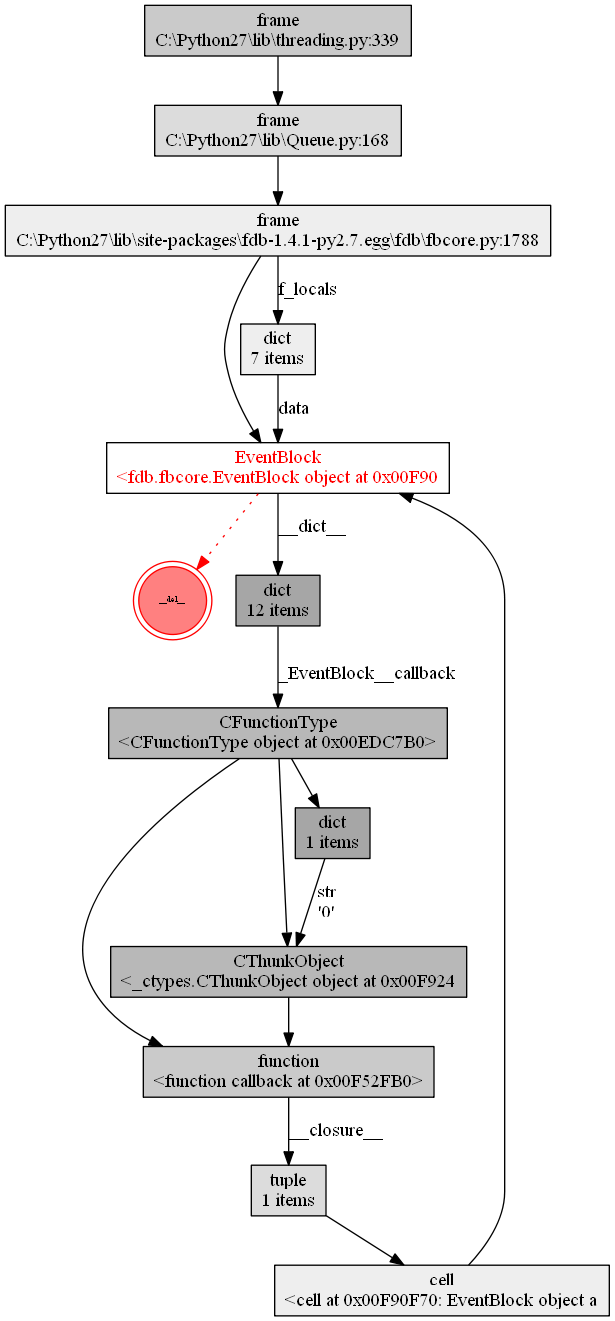 frame
C:\Python27\lib\threading.py:339
frame
C:\Python27\lib\Queue.py:168
frame
C:\Python27\lib\site-packages\fdb-1.4.1-py2.7.egg\fdb\fbcore.py:1788
f_locals
dict
7 items
data
EventBlock
<fdb.fbcore.EventBlock object at 0x00F90
__dict__
__del__
dict
12 items
_EventBlock__callback
CFunctionType
<CFunctionType object at 0x00EDC7B0>
dict
1 items
str
'0'
CThunkObject
<_ctypes.CThunkObject object at 0x00F924
function
<function callback at 0x00F52FB0>
__closure__
tuple
1 items
cell
<cell at 0x00F90F70: EventBlock object a